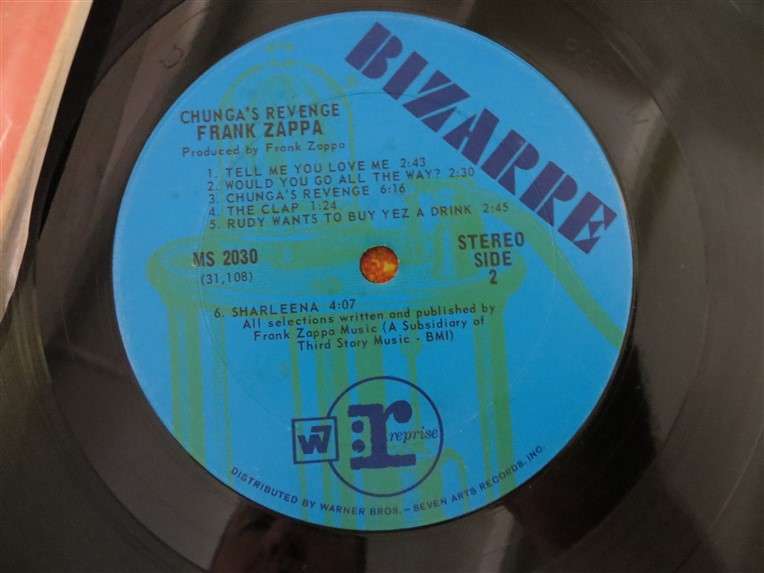 BIZARRE
CHUNGA'S REVENGE
FRANK ZAPPA
Produced by Frank Zappa
1. TELL ME YOU LOVE ME 2:43
2. WOULD YOU GO ALL THE WAY? 2:30
3. CHUNGA'S REVENGE 6:16
4. THE CLAP 1:24
5. RUDY WANTS TO BUY YEZ A DRINK 2:45
MS 2030
(31,108)
STEREO
SIDE
2
6. SHARLEENA 4:07
All selections written and published by
Frank Zappa Music (A Subsidiary of
Third Story Music - BMI)
W7
r
reprise
DISTRIBUTED BY WARNER BROS. – SEVEN ARTS RECORDS, INC.